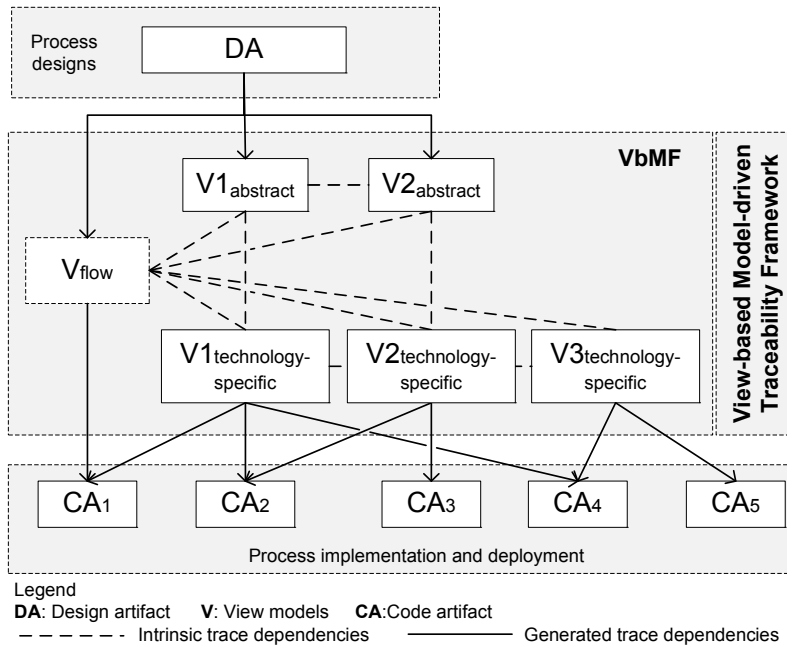 Process
designs
DA
VbMF
View-based Model-driven
Traceability Framework
V1abstract
V2abstract
Vflow
V1technology-
specific
V2technology-
specific
V3technology-
specific
CA1
CA2
CA3
CA4
CA5
Process implementation and deployment
Legend
DA: Design artifact V: View models CA:Code artifact
Intrinsic trace dependencies Generated trace dependencies